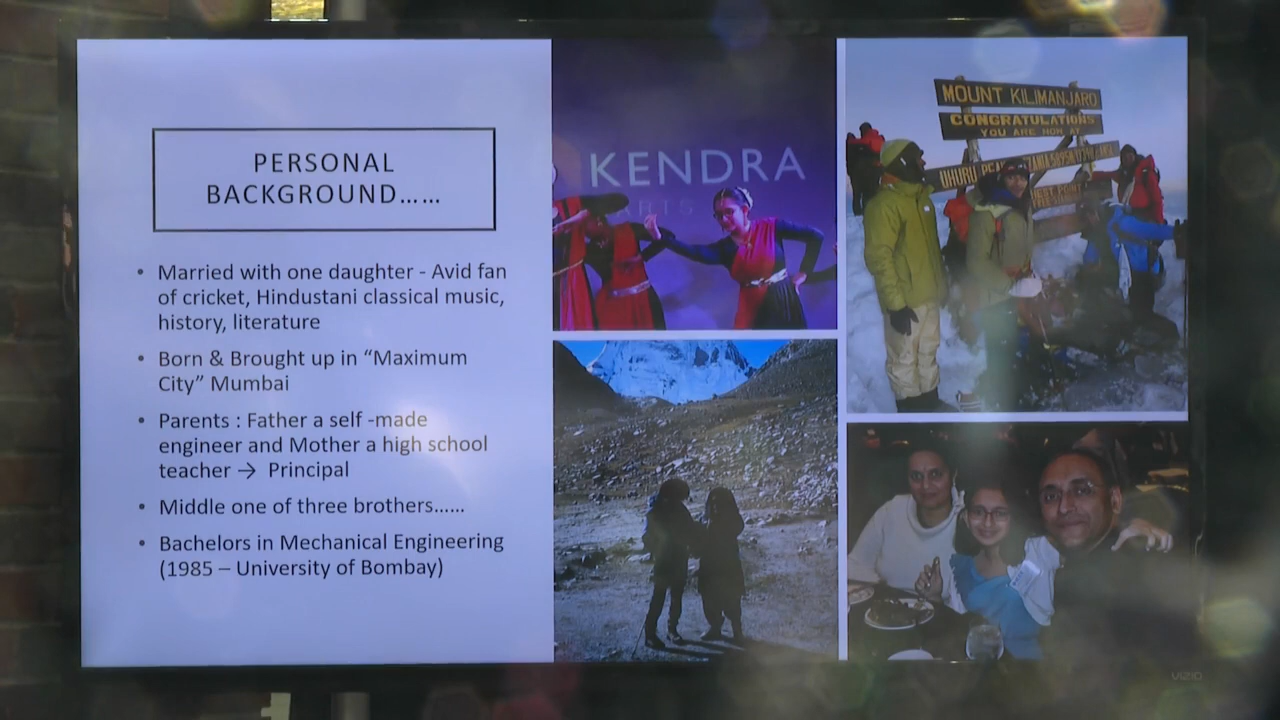 PERSONAL
BACKGROUND......
• Married with one daughter - Avid fan
of cricket, Hindustani classical music,
history, literature
• Born & Brought up in “Maximum
City” Mumbai
• Parents : Father a self -made
engineer and Mother a high school
teacher → Principal
• Middle one of three brothers......
• Bachelors in Mechanical Engineering
(1985 – University of Bombay)
KENDRA
MOUNT KILIMANJARO
CONGRATULATIONS
YOU ARE NOW AT
UHURU
VIZIO